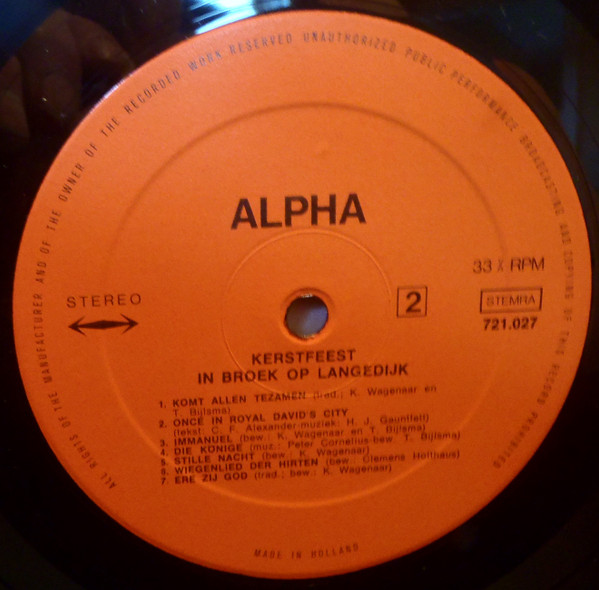 ALL RIGHTS OF THE MANUFACTURER AND OF THE OWNER OF THE RECORDED WORK RESERVED UNAUTHORIZED PUBLIC PERFORMANCE BROADCASTING AND COPYING OF THIS RECORD PROHIBITED
ALPHA
33 ⅓ RPM
STEREO
2
STEMRA
721.027
KERSTFEEST
IN BROEK OP LANGEDIJK
1. KOMT ALLEN TEZAMEN (trad.; K. Wagenaar en
T. Bijlsma)
2. ONCE IN ROYAL DAVID'S CITY
(tekst: C. F. Alexander-muziek: H. J. Gauntlett)
3. IMMANUEL (bew.: K. Wagenaar en T. Bijlsma)
4. DIE KÖNIGE (muz.: Peter Cornelius-bew. T. Bijlsma)
5. STILLE NACHT (bew.: K. Wagenaar)
6. WIEGENLIED DER HIRTEN (bew. Clemens Holthaus)
7. ERE ZIJ GOD (trad.; bew.: K. Wagenaar)
MADE IN HOLLAND